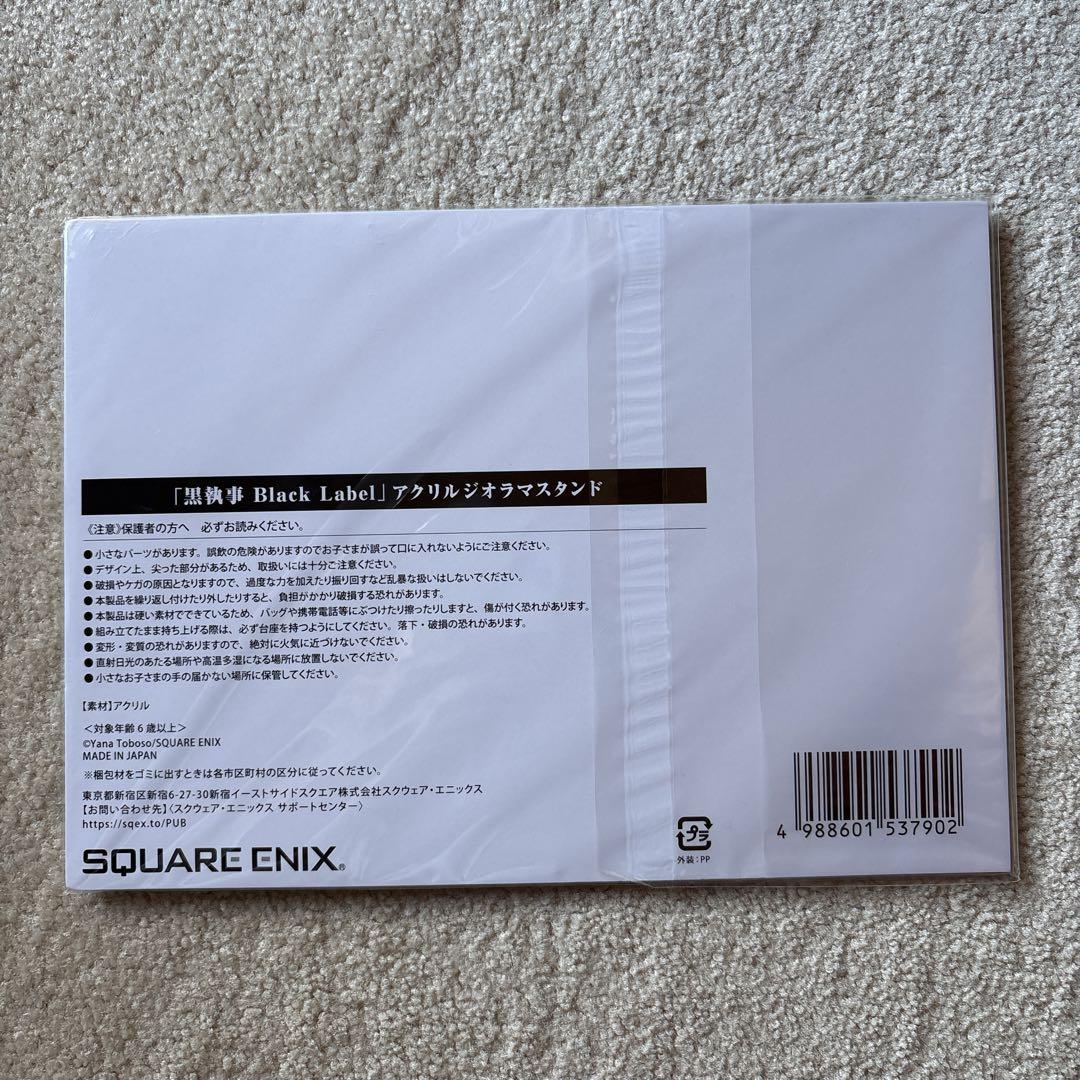 「黒執事 Black Label」アクリルジオラマスタンド
《注意》保護者の方へ　必ずお読みください。
●小さなパーツがあります。誤飲の危険がありますのでお子さまが誤って口に入れないようにご注意ください。
●デザイン上、尖った部分があるため、取扱いには十分ご注意ください。
●破損やケガの原因となりますので、過度な力を加えたり振り回すなど乱暴な扱いはしないでください。
●本製品を繰り返し付けたり外したりすると、負担がかかり破損する恐れがあります。
●本製品は硬い素材でできているため、バッグや携帯電話等にぶつけたり擦ったりしますと、傷が付く恐れがあります。
●組み立てたまま持ち上げる際は、必ず台座を持つようにしてください。落下・破損の恐れがあります。
●変形・変質の恐れがありますので、絶対に火気に近づけないでください。
●直射日光のあたる場所や高温多湿になる場所に放置しないでください。
●小さなお子さまの手の届かない場所に保管してください。
【素材】アクリル
＜対象年齢6歳以上＞
©Yana Toboso/SQUARE ENIX
MADE IN JAPAN
※梱包材をゴミに出すときは各市区町村の区分に従ってください。
東京都新宿区新宿6-27-30新宿イーストサイドスクエア株式会社スクウェア・エニックス
【お問い合わせ先】〈スクウェア・エニックス サポートセンター〉
https://sqex.to/PUB
SQUARE ENIX®
プラ
外装：PP
4 988601 537902